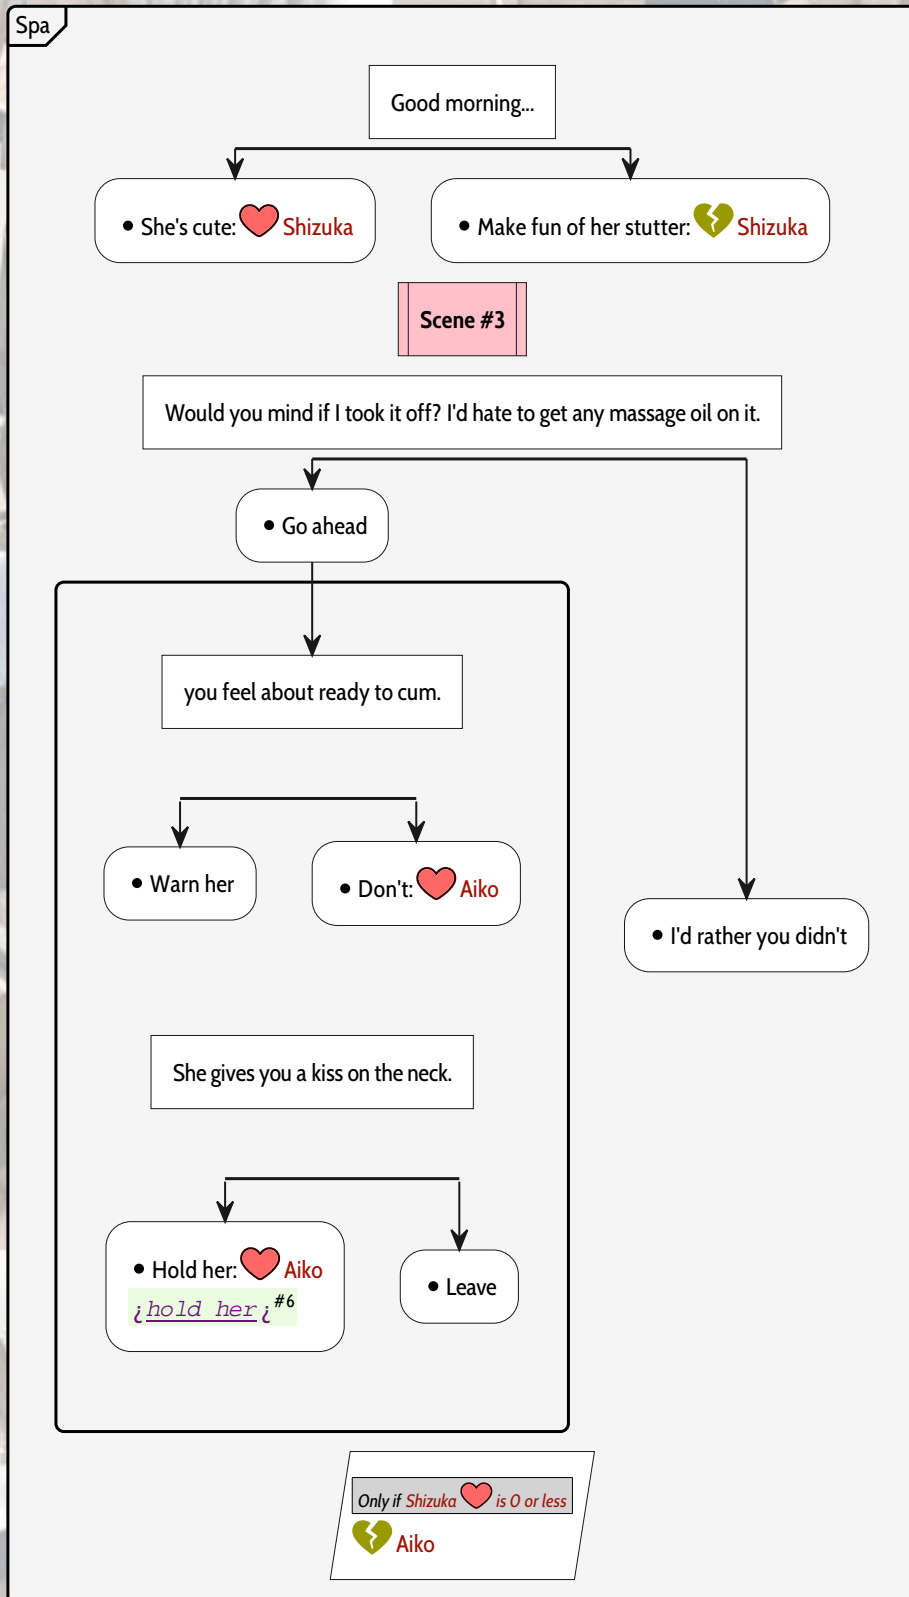 Spa
Good morning...
• She's cute: Shizuka
• Make fun of her stutter: Shizuka
Scene #3
Would you mind if I took it off? I'd hate to get any massage oil on it.
• Go ahead
you feel about ready to cum.
• Warn her
• Don't: Aiko
• I'd rather you didn't
She gives you a kiss on the neck.
• Hold her: Aiko
¿hold her¿#6
• Leave
Only if Shizuka is 0 or less
Aiko